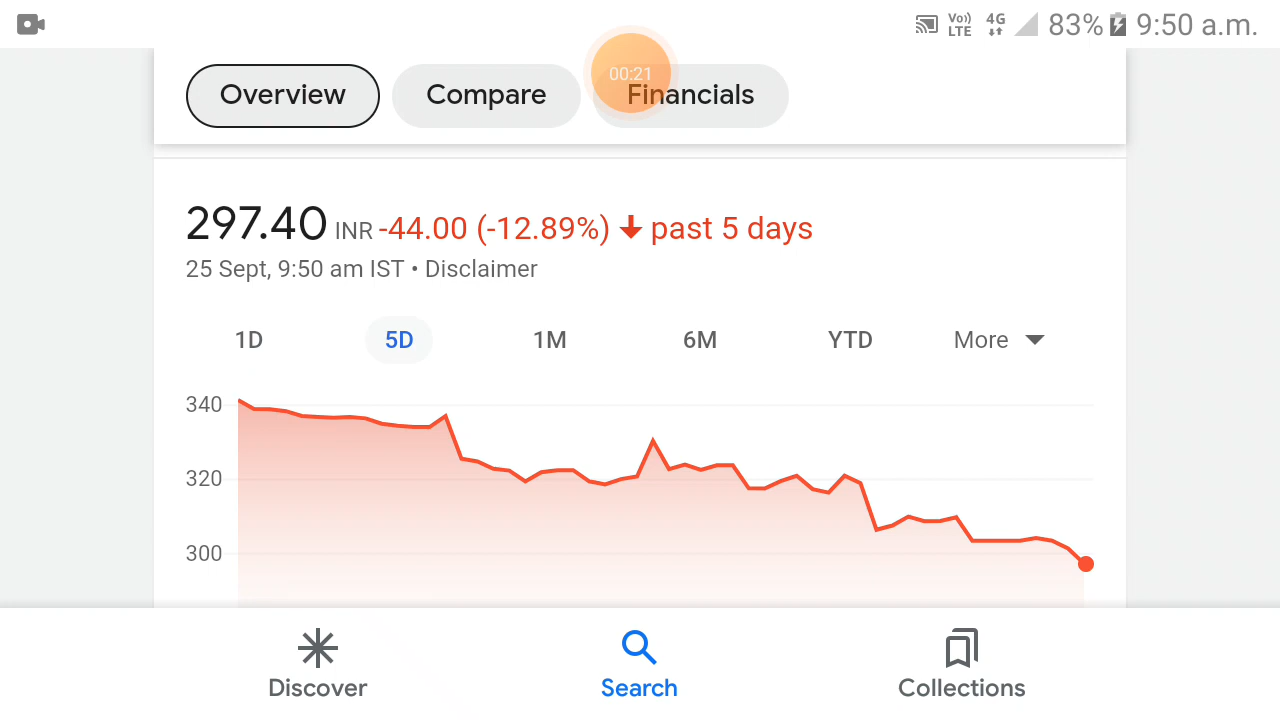 Vo)) LTE 4G 83% 9:50 a.m.
00:21
Overview Compare Financials
297.40 INR -44.00 (-12.89%) past 5 days
25 Sept, 9:50 am IST • Disclaimer
1D 5D 1M 6M YTD More
340
320
300
Discover Search Collections